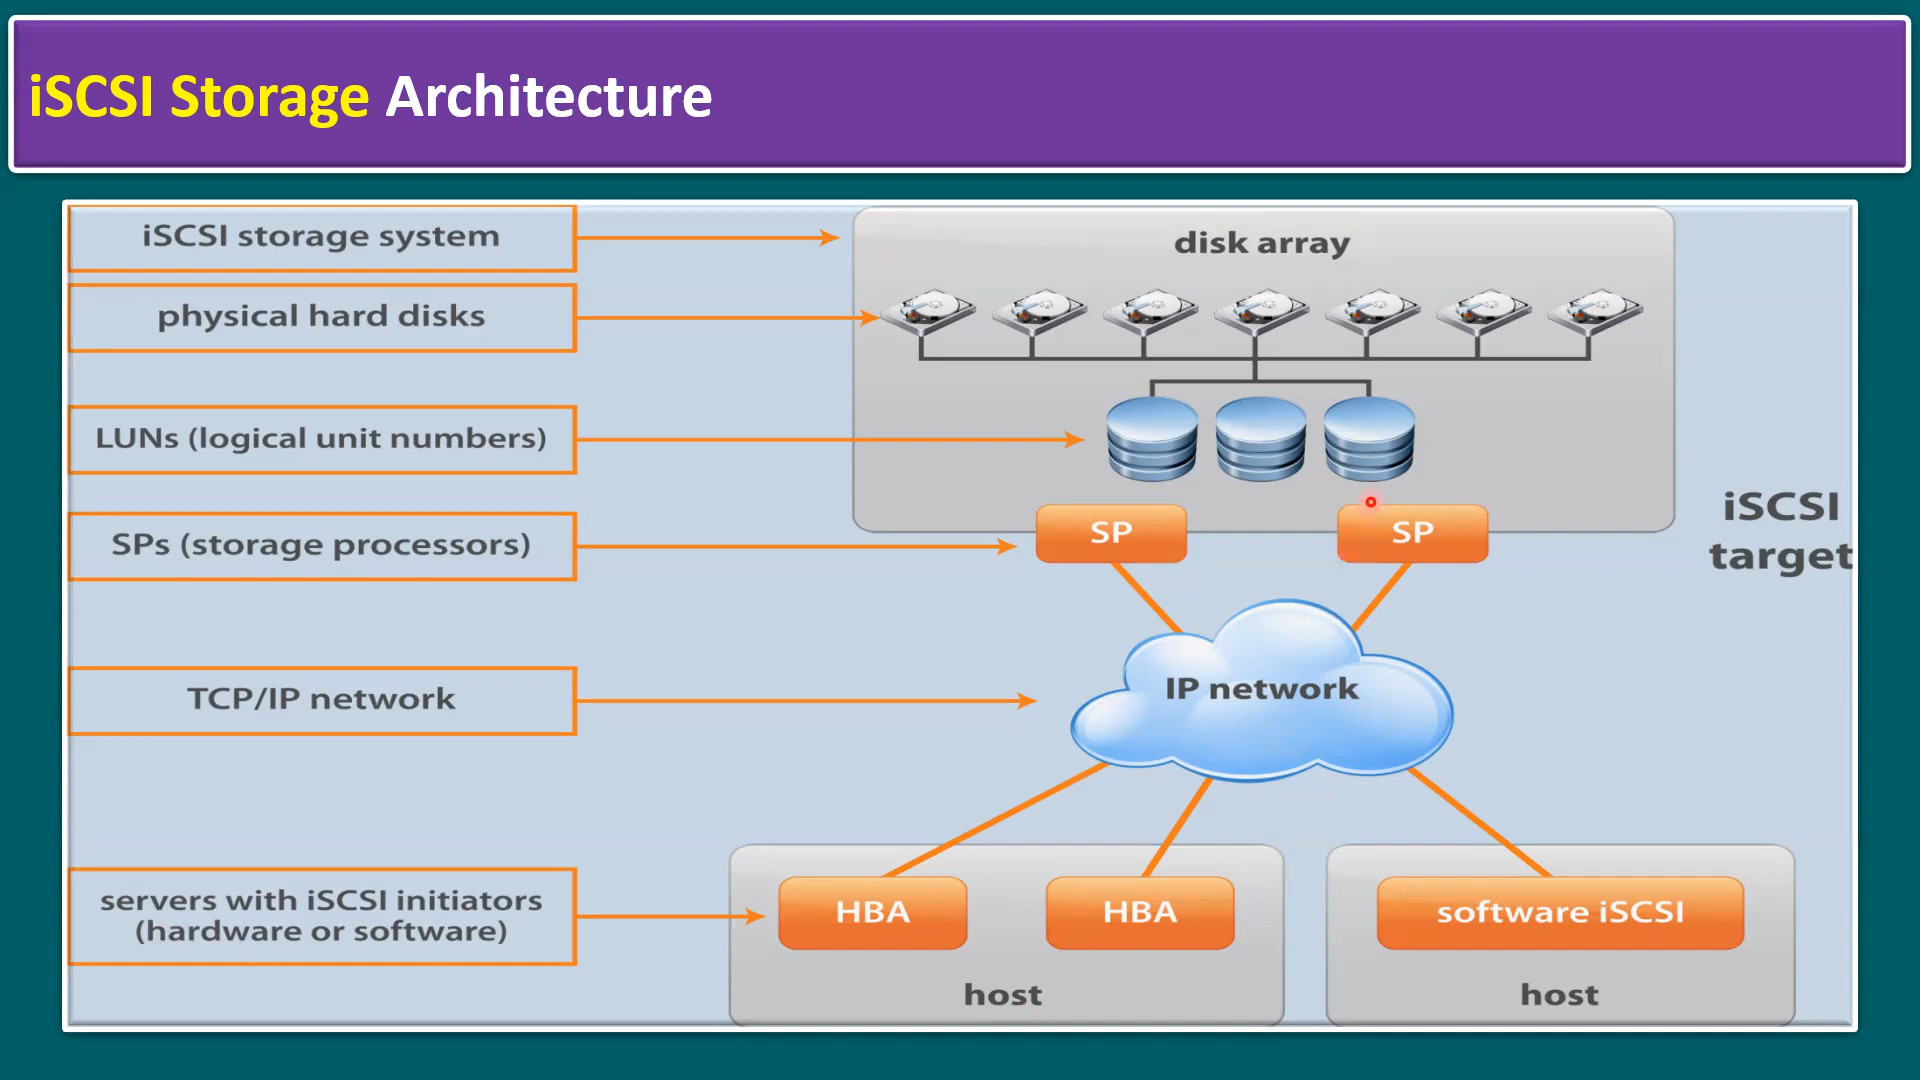 iSCSI Storage Architecture
iSCSI storage system
disk array
physical hard disks
LUNs (logical unit numbers)
SPs (storage processors)
SP
SP
iSCSI
target
TCP/IP network
IP network
servers with iSCSI initiators
(hardware or software)
HBA
HBA
software iSCSI
host
host